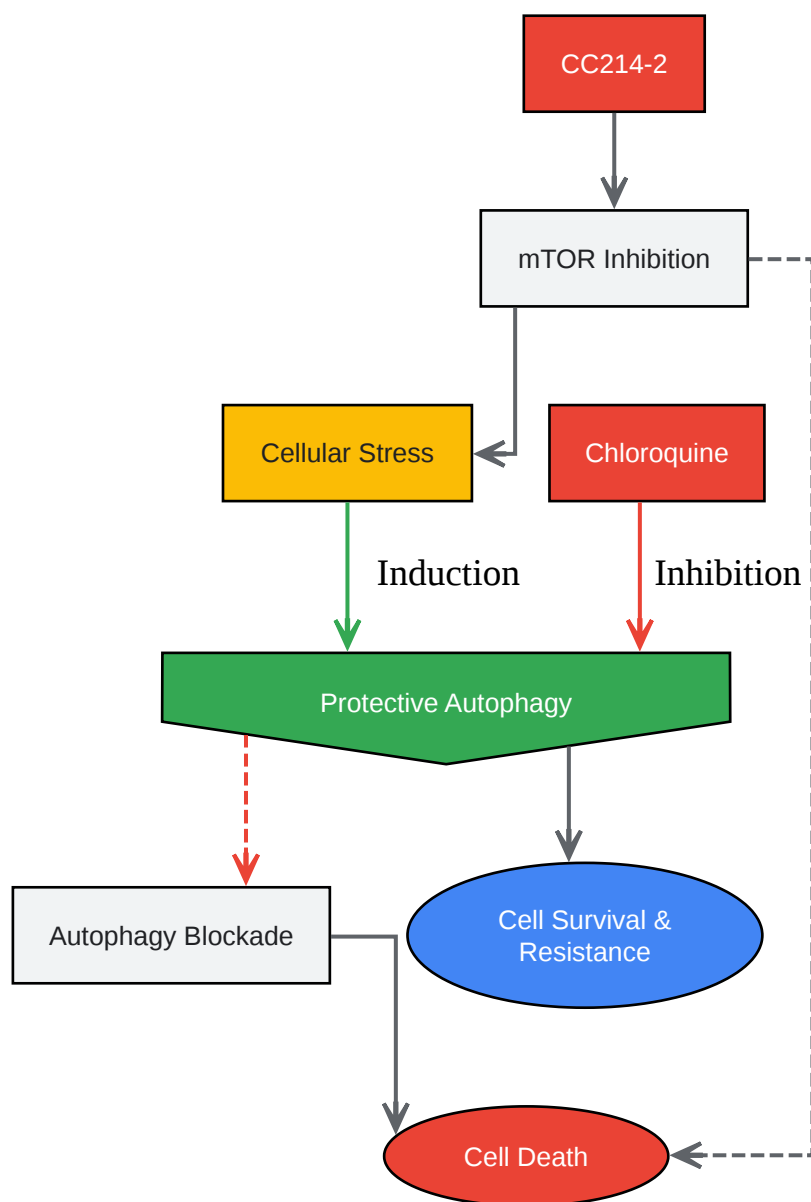 CC214-2
mTOR Inhibition
Cellular Stress
Chloroquine
Induction
Inhibition
Protective Autophagy
Autophagy Blockade
Cell Survival &
Resistance
Cell Death